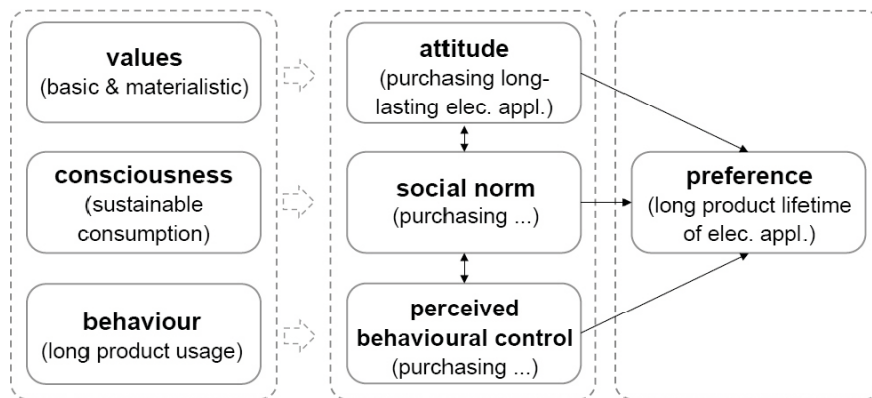 values
(basic & materialistic)
consciousness
(sustainable
consumption)
behaviour
(long product usage)
attitude
(purchasing long-
lasting elec. appl.)
social norm
(purchasing ...)
perceived
behavioural control
(purchasing ...)
preference
(long product lifetime
of elec. appl.)